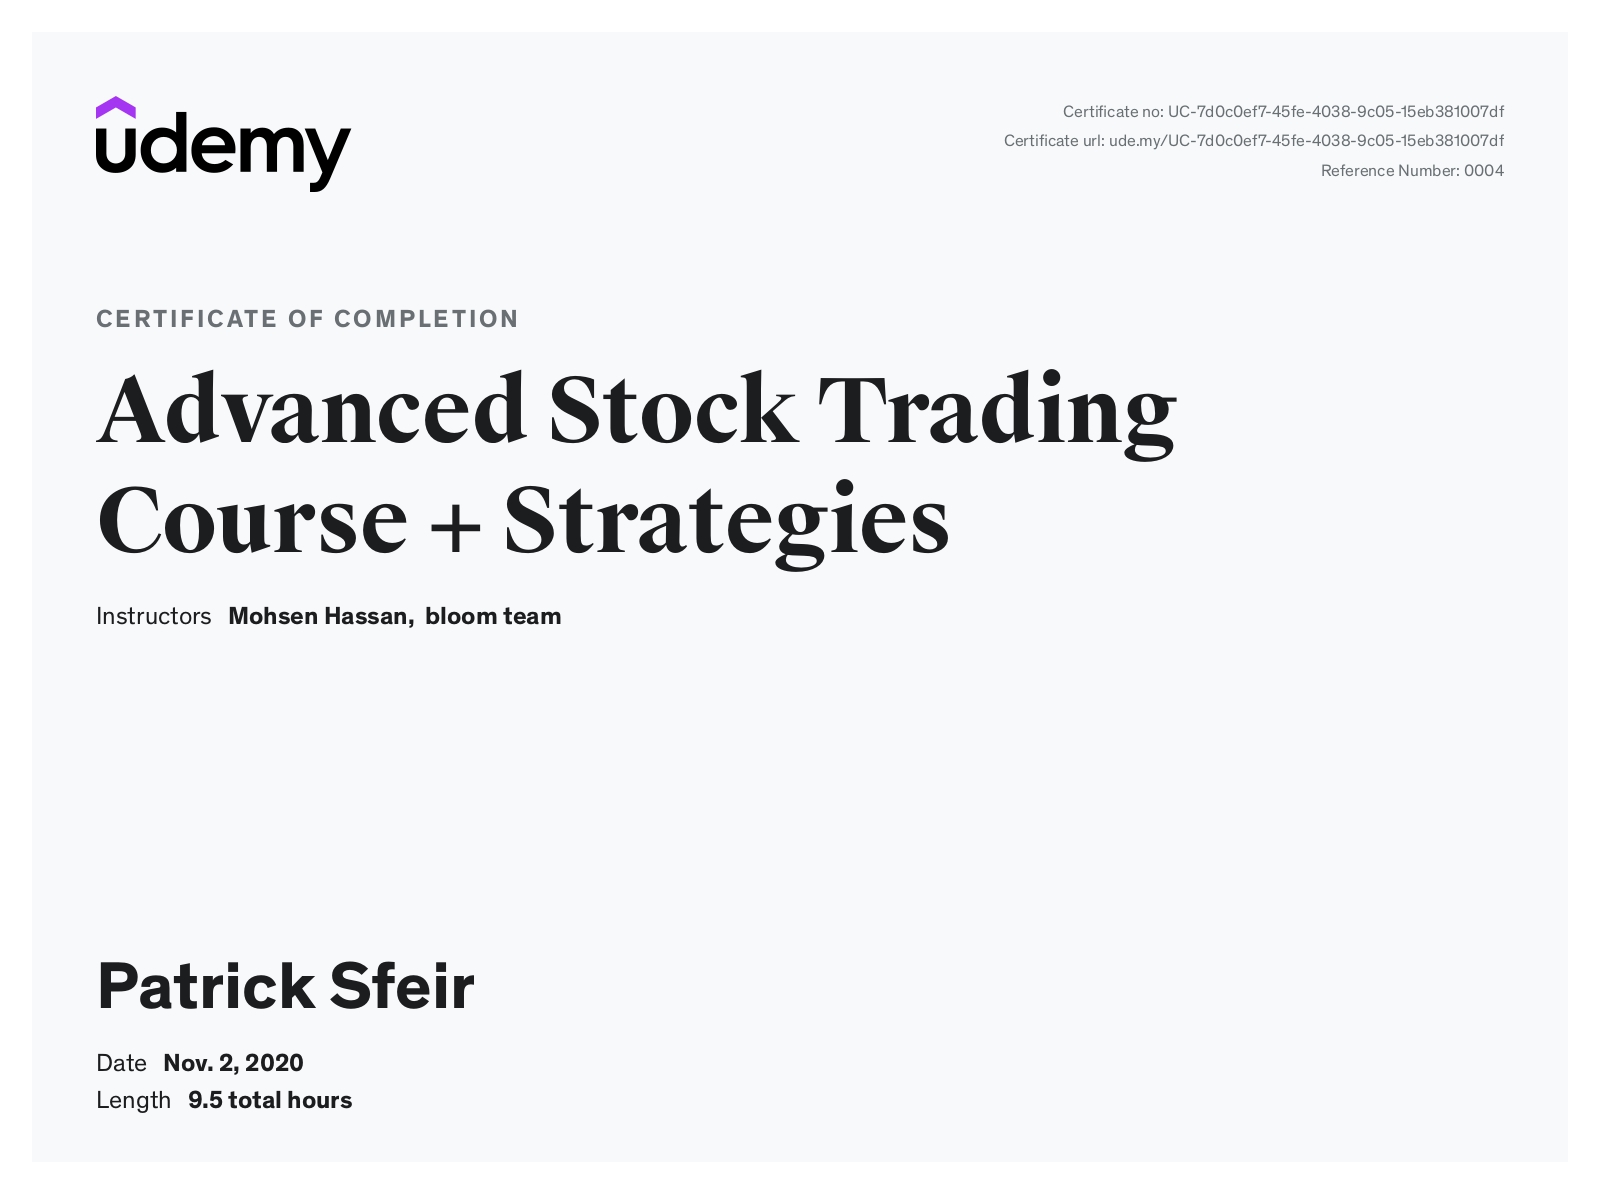 udemy
Certificate no: UC-7d0c0ef7-45fe-4038-9c05-15eb381007df
Certificate url: ude.my/UC-7d0c0ef7-45fe-4038-9c05-15eb381007df
Reference Number: 0004
CERTIFICATE OF COMPLETION
Advanced Stock Trading
Course + Strategies
Instructors Mohsen Hassan, bloom team
Patrick Sfeir
Date Nov. 2, 2020
Length 9.5 total hours